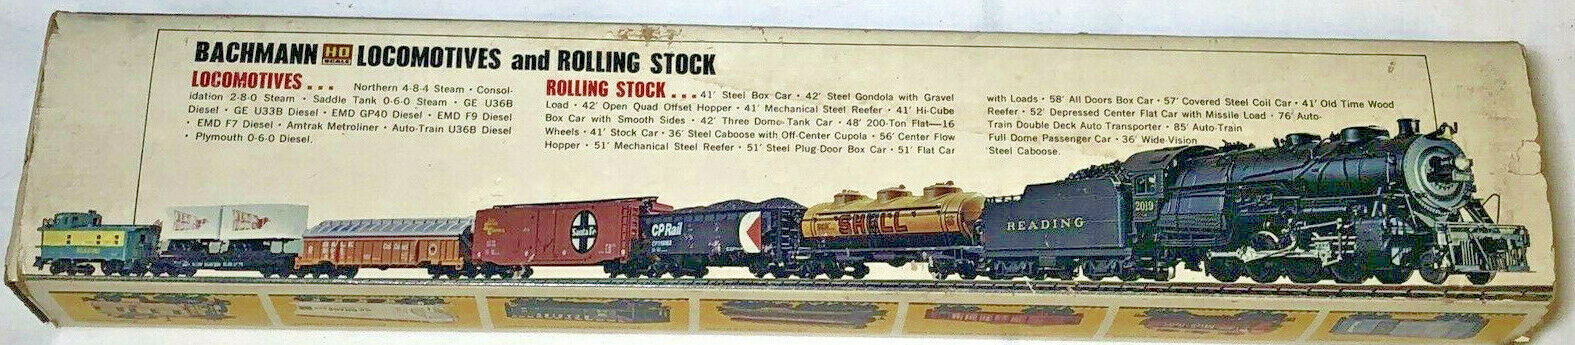 BACHMANN HO SCALE LOCOMOTIVES and ROLLING STOCK
LOCOMOTIVES... Northern 4-8-4 Steam • Consol-
idation 2-8-0 Steam • Saddle Tank 0-6-0 Steam • GE U36B
Diesel • GE U33B Diesel • EMD GP40 Diesel • EMD F9 Diesel
• EMD F7 Diesel • Amtrak Metroliner • Auto-Train U36B Diesel
• Plymouth 0-6-0 Diesel.
ROLLING STOCK... 41' Steel Box Car • 42' Steel Gondola with Gravel
Load • 42' Open Quad Offset Hopper • 41' Mechanical Steel Reefer • 41' Hi-Cube
Box Car with Smooth Sides • 42' Three Dome Tank Car • 48' 200-Ton Flat—16
Wheels • 41' Stock Car • 36' Steel Caboose with Off-Center Cupola • 56' Center Flow
Hopper • 51' Mechanical Steel Reefer • 51' Steel Plug-Door Box Car • 51' Flat Car
with Loads • 58' All Doors Box Car • 57' Covered Steel Coil Car • 41' Old Time Wood
Reefer • 52' Depressed Center Flat Car with Missile Load • 76' Auto-
Train Double Deck Auto Transporter • 85' Auto-Train
Full Dome Passenger Car • 36' Wide-Vision
Steel Caboose.
Santa Fe
CP Rail
SHELL
READING
2019